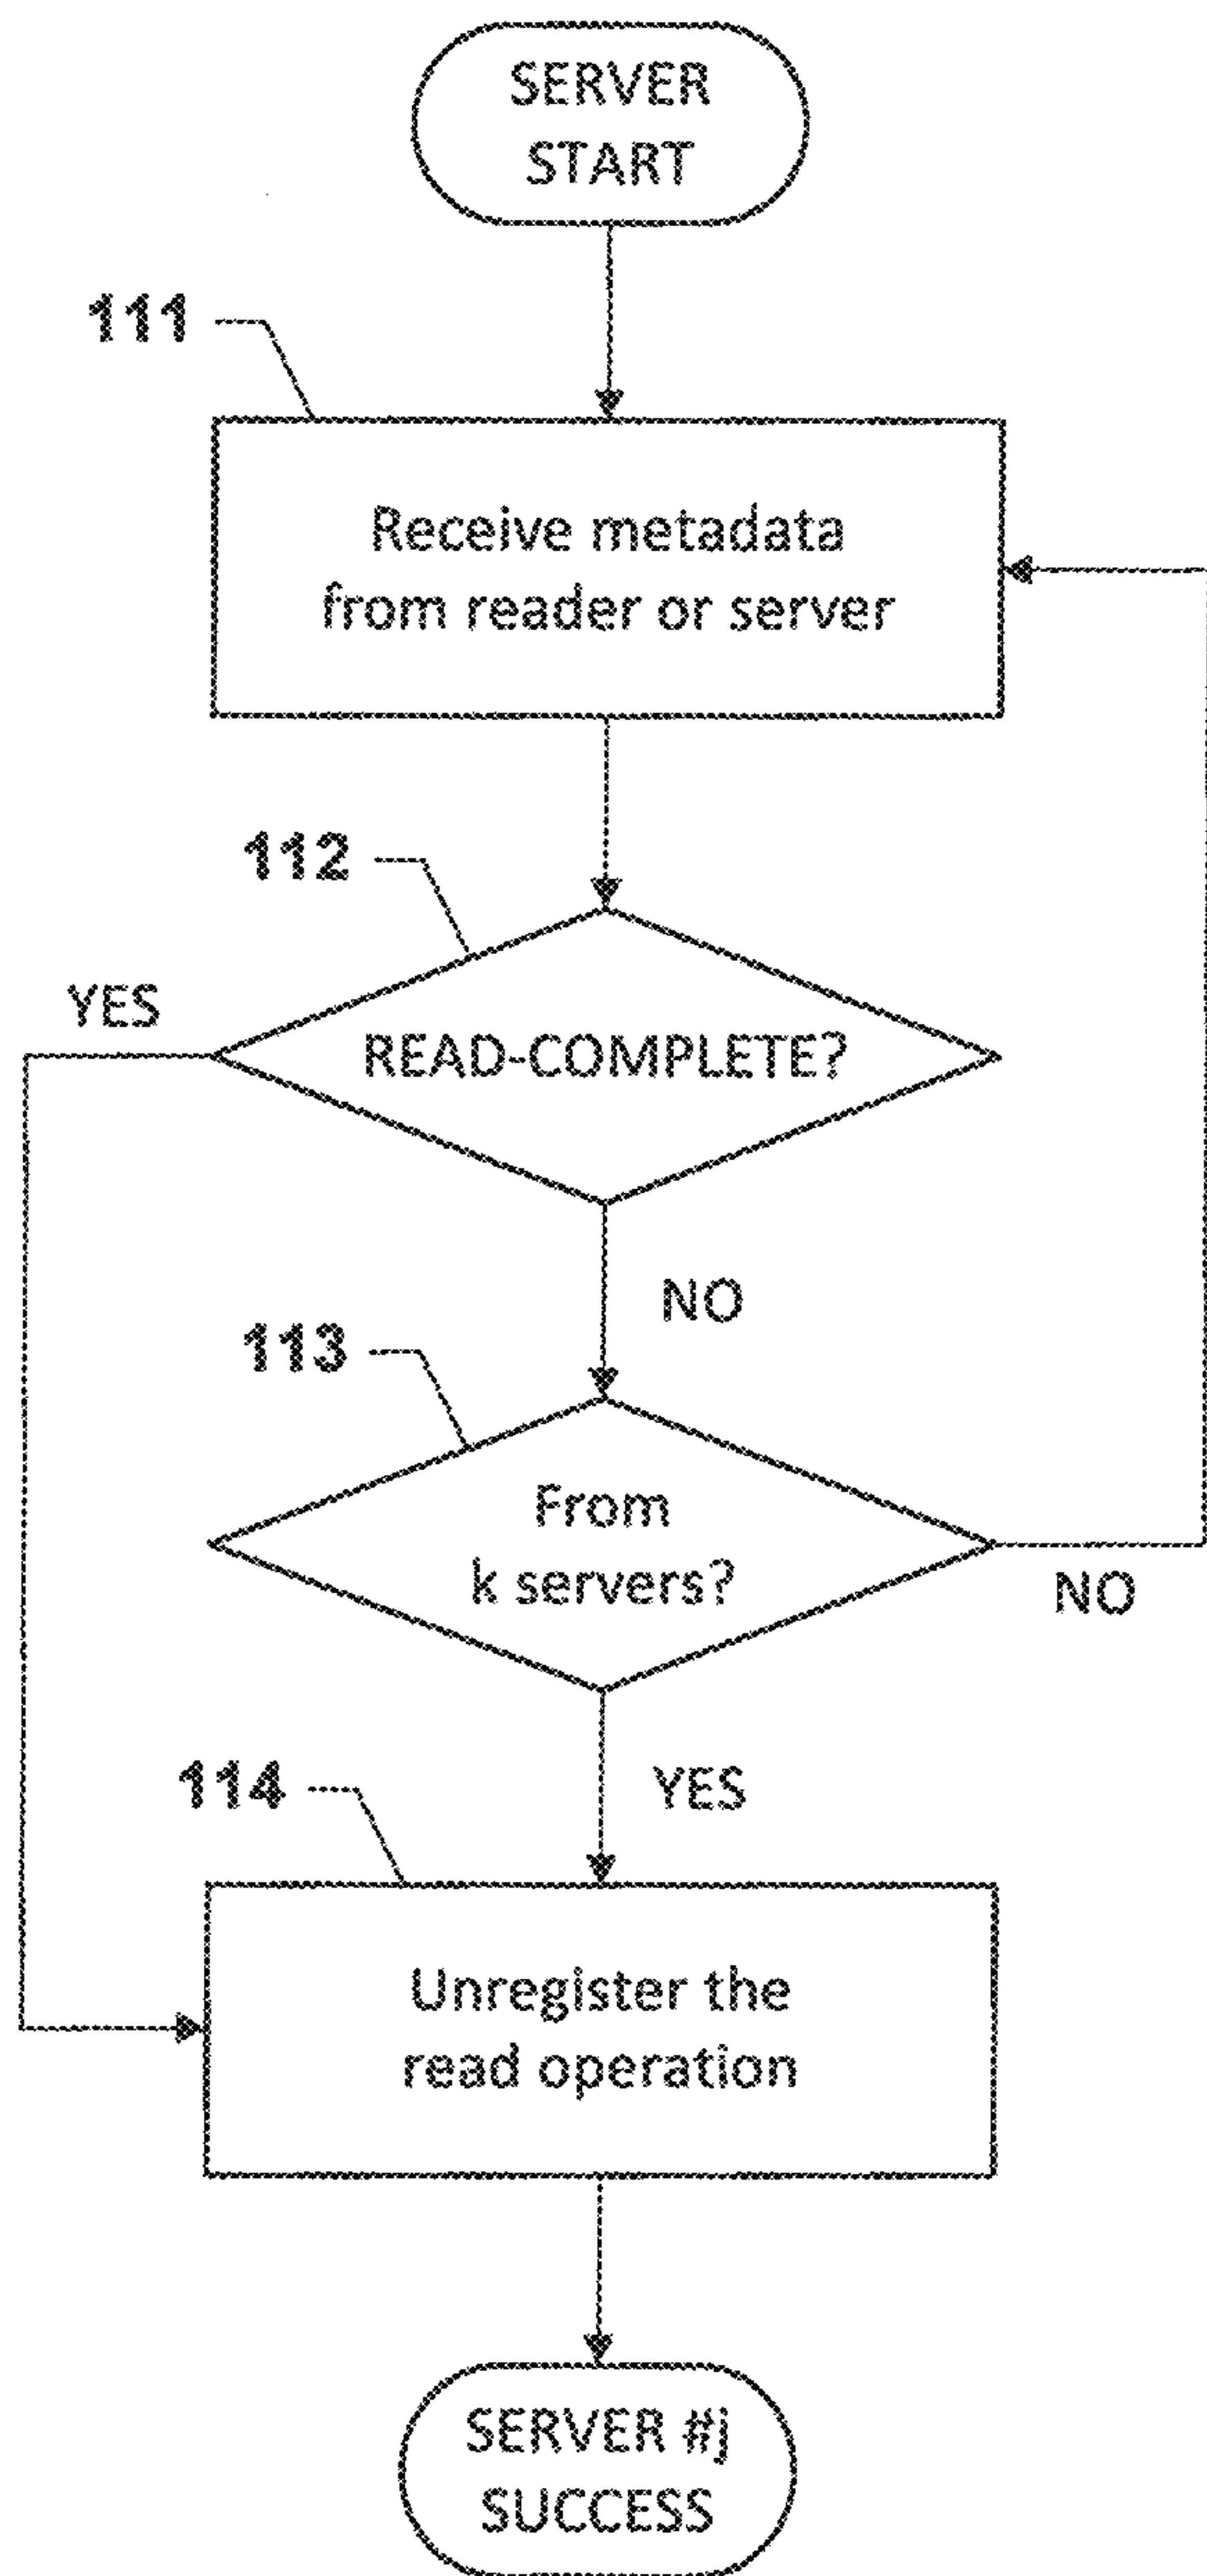 SERVER
START
111
Receive metadata
from reader or server
112
YES
READ-COMPLETE?
NO
113
From
k servers?
NO
114
YES
Unregister the
read operation
SERVER #j
SUCCESS